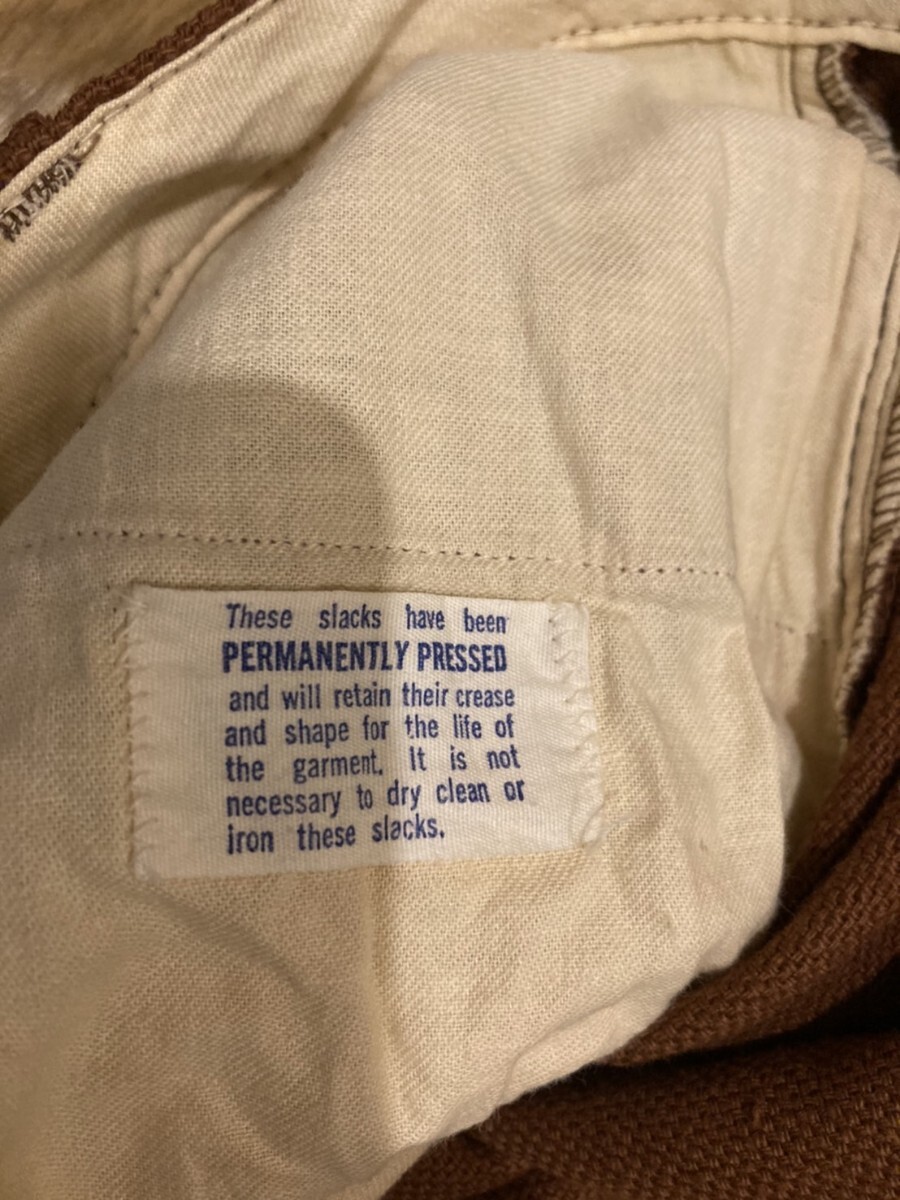 These slacks have been
PERMANENTLY PRESSED
and will retain their crease
and shape for the life of
the garment. It is not
necessary to dry clean or
iron these slacks.